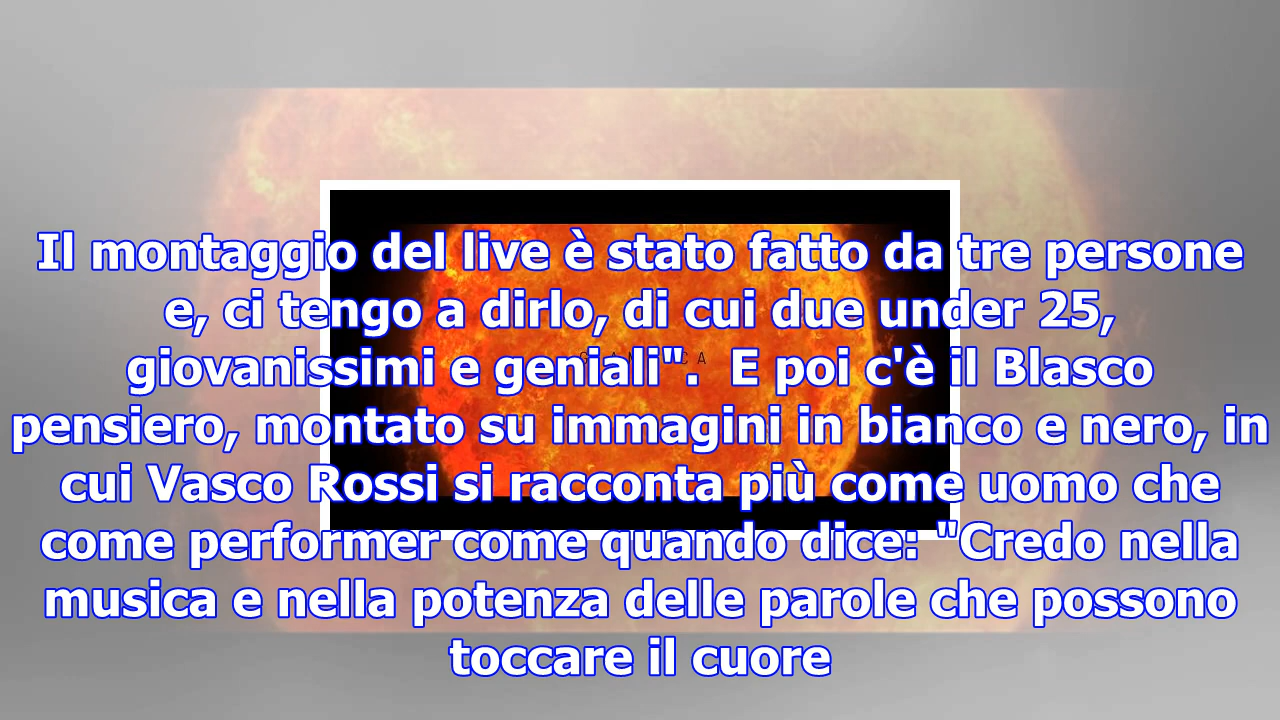 Il montaggio del live è stato fatto da tre persone
e, ci tengo a dirlo, di cui due under 25,
giovanissimi e geniali".  E poi c'è il Blasco
pensiero, montato su immagini in bianco e nero, in
cui Vasco Rossi si racconta più come uomo che
come performer come quando dice: "Credo nella
musica e nella potenza delle parole che possono
toccare il cuore